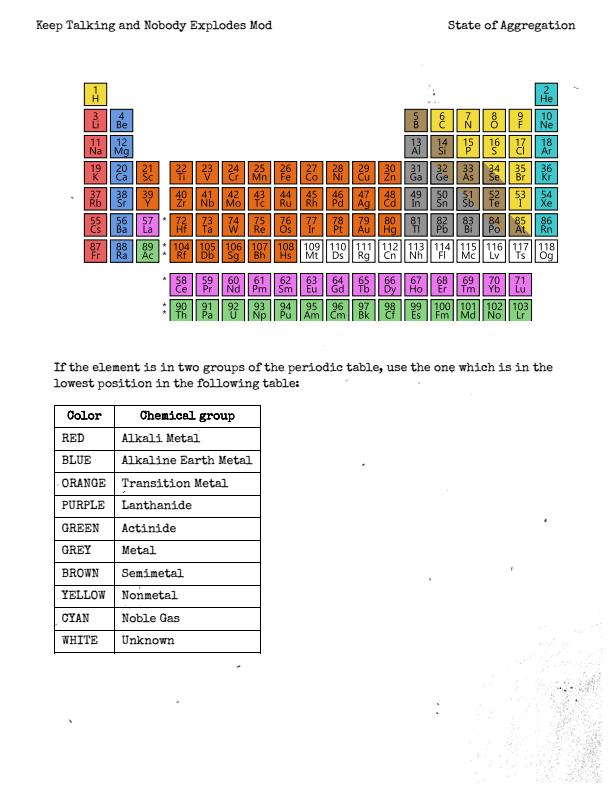 Keep Talking and Nobody Explodes Mod State of Aggregation
1 2
H He
3 4 5 6 7 8 9 10
Li Be B C N O F Ne
11 12 13 14 15 16 17 18
Na Mg Al Si P S Cl Ar
19 20 21 22 23 24 25 26 27 28 29 30 31 32 33 34 35 36
K Ca Sc Ti V Cr Mn Fe Co Ni Cu Zn Ga Ge As Se Br Kr
37 38 39 40 41 42 43 44 45 46 47 48 49 50 51 52 53 54
Rb Sr Y Zr Nb Mo Tc Ru Rh Pd Ag Cd In Sn Sb Te I Xe
55 56 57 * 72 73 74 75 76 77 78 79 80 81 82 83 84 85 86
Cs Ba La Hf Ta W Re Os Ir Pt Au Hg Tl Pb Bi Po At Rn
87 88 89 * 104 105 106 107 108 109 110 111 112 113 114 115 116 117 118
Fr Ra Ac * Rf Db Sg Bh Hs Mt Ds Rg Cn Nh Fl Mc Lv Ts Og
* 58 59 60 61 62 63 64 65 66 67 68 69 70 71
Ce Pr Nd Pm Sm Eu Gd Tb Dy Ho Er Tm Yb Lu
* 90 91 92 93 94 95 96 97 98 99 100 101 102 103
* Th Pa U Np Pu Am Cm Bk Cf Es Fm Md No Lr
If the element is in two groups of the periodic table, use the one which is in the
lowest position in the following table:
Color Chemical group
RED Alkali Metal
BLUE Alkaline Earth Metal
ORANGE Transition Metal
PURPLE Lanthanide
GREEN Actinide
GREY Metal
BROWN Semimetal
YELLOW Nonmetal
CYAN Noble Gas
WHITE Unknown